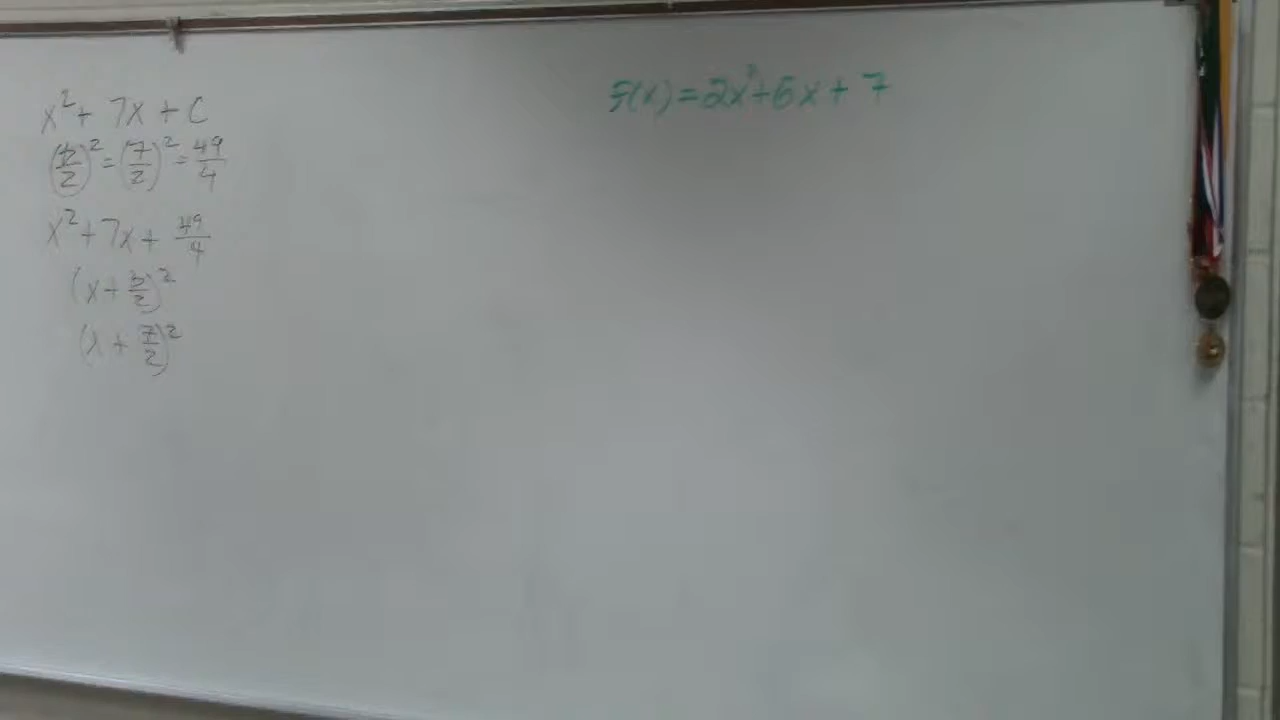 x² + 7x + C
(b/2)² = (7/2)² = 49/4
x² + 7x + 49/4
(x + b/2)²
(x + 7/2)²
f(x) = 2x² + 6x + 7